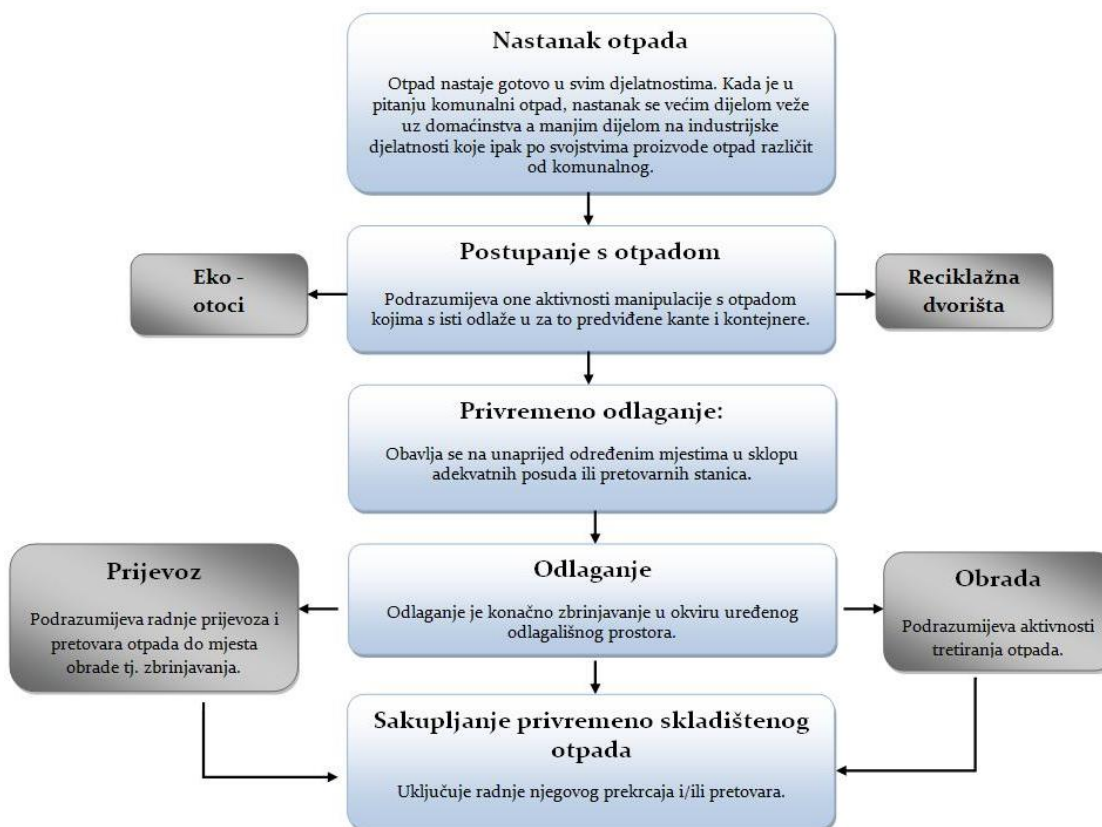 Nastanak otpada
Otpad nastaje gotovo u svim djelatnostima. Kada je u
pitanju komunalni otpad, nastanak se većim dijelom veže
uz domaćinstva a manjim dijelom na industrijske
djelatnosti koje ipak po svojstvima proizvode otpad različit
od komunalnog.
Eko -
otoci
Postupanje s otpadom
Podrazumijeva one aktivnosti manipulacije s otpadom
kojima s isti odlaže u za to predviđene kante i kontejnere.
Reciklažna
dvorišta
Privremeno odlaganje:
Obavlja se na unaprijed određenim mjestima u sklopu
adekvatnih posuda ili pretovarnih stanica.
Prijevoz
Podrazumijeva radnje prijevoza i
pretovara otpada do mjesta
obrade tj. zbrinjavanja.
Odlaganje
Odlaganje je konačno zbrinjavanje u okviru uređenog
odlagališnog prostora.
Obrada
Podrazumijeva aktivnosti
tretiranja otpada.
Sakupljanje privremeno skladištenog
otpada
Uključuje radnje njegovog prekrcaja i/ili pretovara.